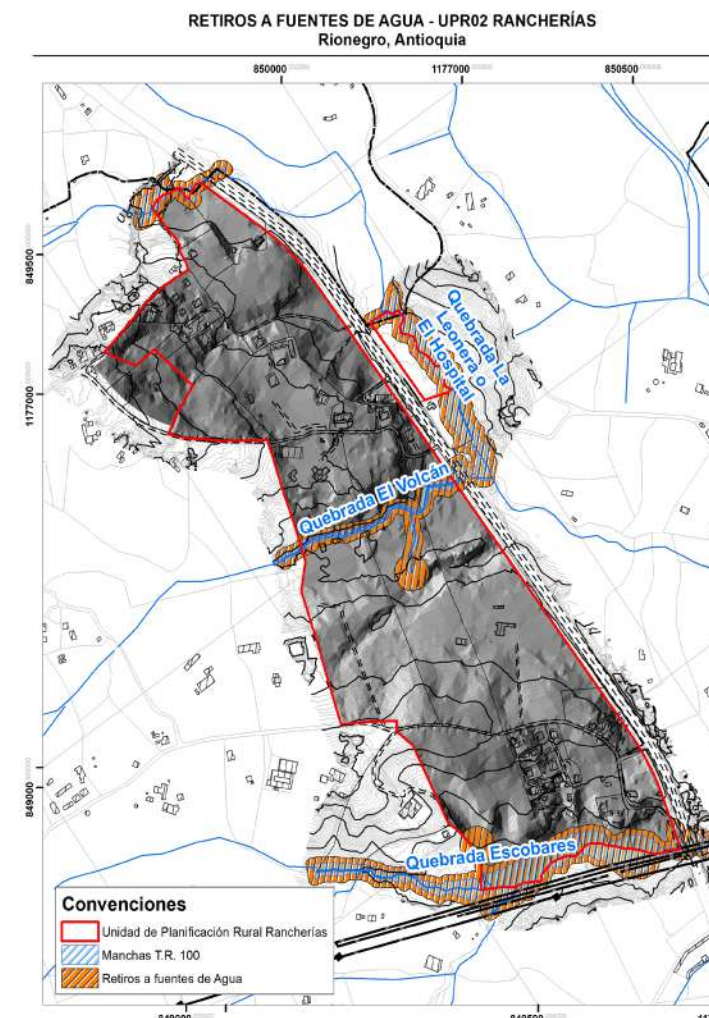 RETIROS A FUENTES DE AGUA - UPR02 RANCHERÍAS
Rionegro, Antioquia
850000
1177000
850500
849500
1177000
849000
Quebrada La
Leonera o
El Hospital
Quebrada El Volcán
Quebrada Escobares
Convenciones
Unidad de Planificación Rural Rancherías
Manchas T.R. 100
Retiros a fuentes de Agua